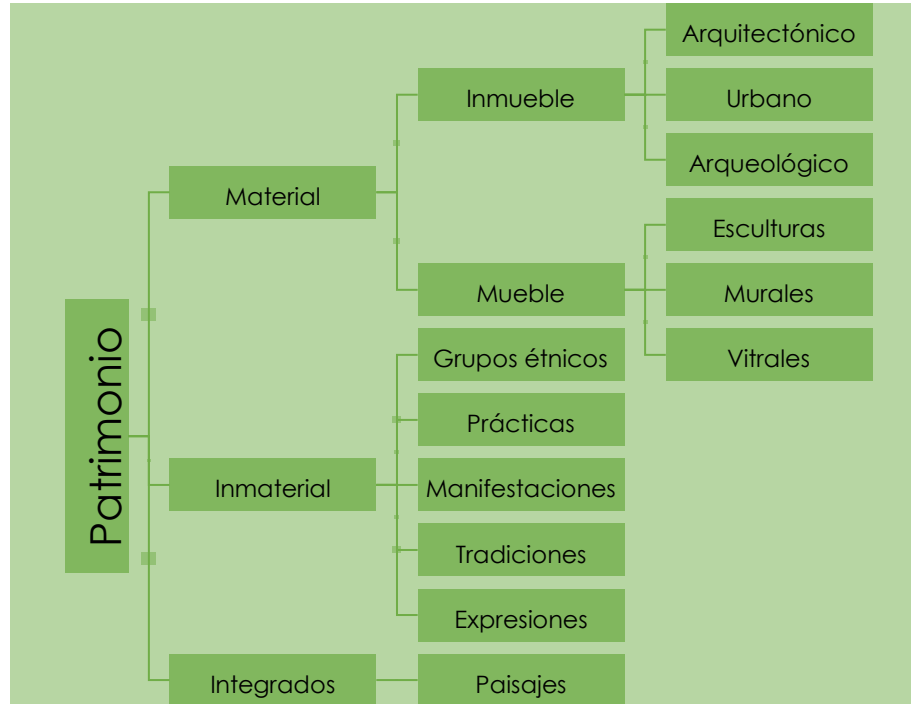 Patrimonio
Material
Inmueble
Arquitectónico
Urbano
Arqueológico
Mueble
Esculturas
Murales
Vitrales
Inmaterial
Grupos étnicos
Prácticas
Manifestaciones
Tradiciones
Expresiones
Integrados
Paisajes